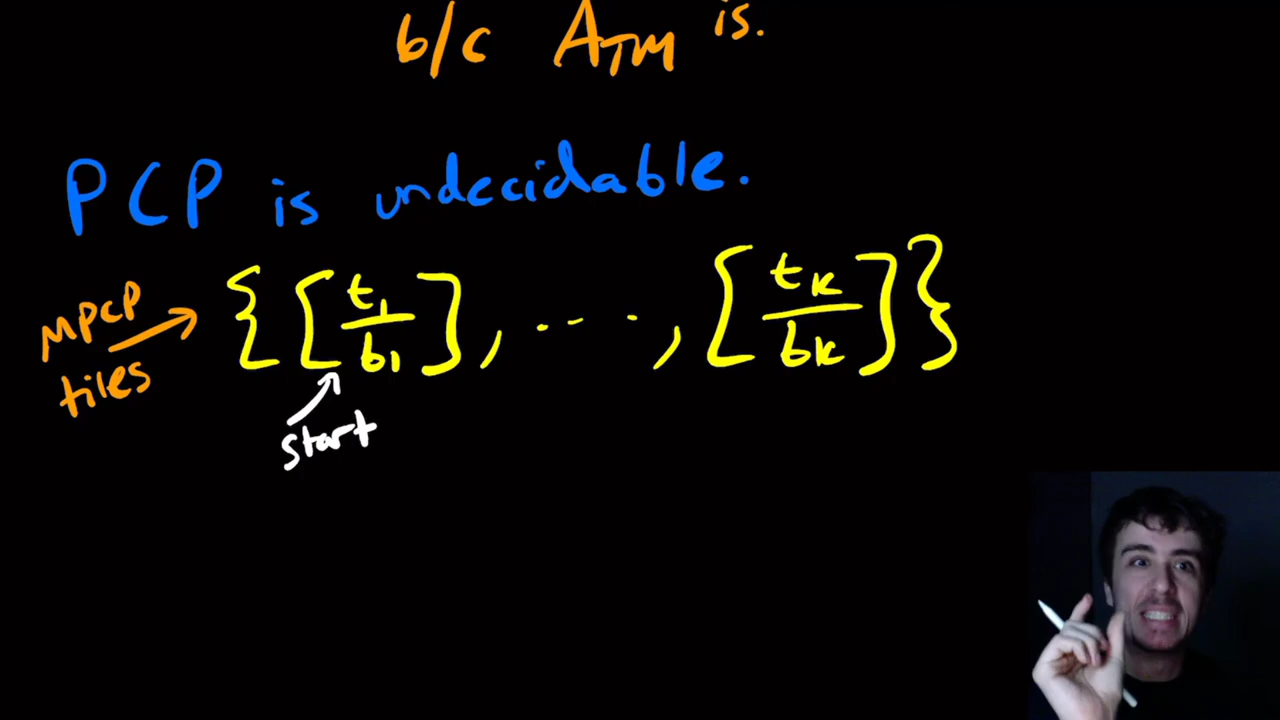 b/c ATM is.
PCP is undecidable.
MPCP tiles → {[t1/b1], ..., [tk/bk]}
start